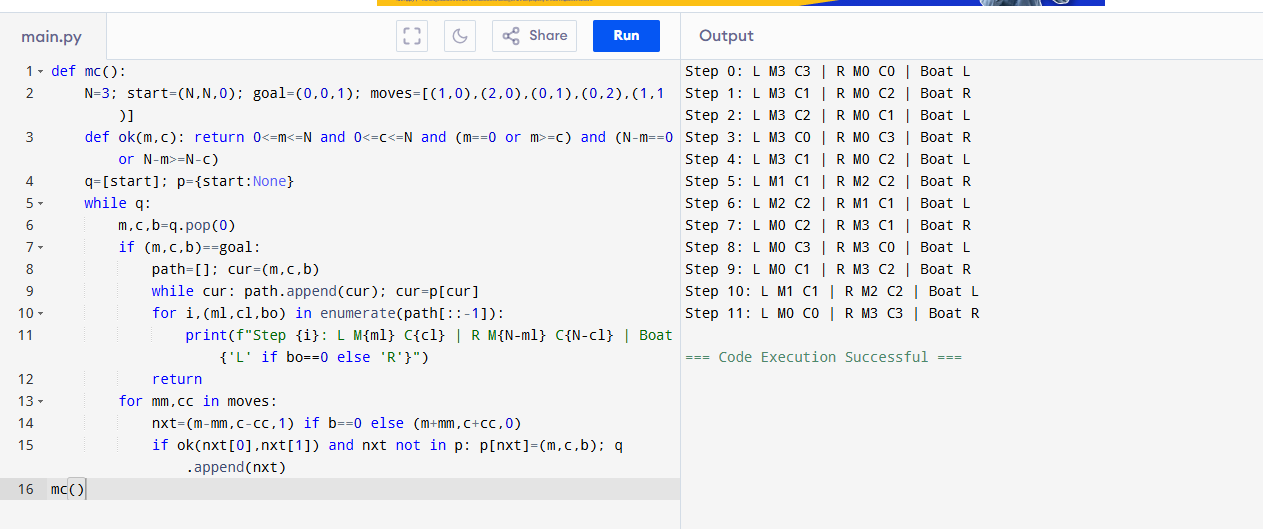 main.py
Share
Run
Output
1 def mc():
2 N=3; start=(N,N,0); goal=(0,0,1); moves=[(1,0),(2,0),(0,1),(0,2),(1,1
)]
3 def ok(m,c): return 0<=m<=N and 0<=c<=N and (m==0 or m>=c) and (N-m==0
or N-m>=N-c)
4 q=[start]; p={start:None}
5 while q:
6 m,c,b=q.pop(0)
7 if (m,c,b)==goal:
8 path=[]; cur=(m,c,b)
9 while cur: path.append(cur); cur=p[cur]
10 for i,(ml,cl,bo) in enumerate(path[::-1]):
11 print(f"Step {i}: L M{ml} C{cl} | R M{N-ml} C{N-cl} | Boat
{'L' if bo==0 else 'R'}")
12 return
13 for mm,cc in moves:
14 nxt=(m-mm,c-cc,1) if b==0 else (m+mm,c+cc,0)
15 if ok(nxt[0],nxt[1]) and nxt not in p: p[nxt]=(m,c,b); q
.append(nxt)
16 mc()
Step 0: L M3 C3 | R M0 C0 | Boat L
Step 1: L M3 C1 | R M0 C2 | Boat R
Step 2: L M3 C2 | R M0 C1 | Boat L
Step 3: L M3 C0 | R M0 C3 | Boat R
Step 4: L M3 C1 | R M0 C2 | Boat L
Step 5: L M1 C1 | R M2 C2 | Boat R
Step 6: L M2 C2 | R M1 C1 | Boat L
Step 7: L M0 C2 | R M3 C1 | Boat R
Step 8: L M0 C3 | R M3 C0 | Boat L
Step 9: L M0 C1 | R M3 C2 | Boat R
Step 10: L M1 C1 | R M2 C2 | Boat L
Step 11: L M0 C0 | R M3 C3 | Boat R
=== Code Execution Successful ===